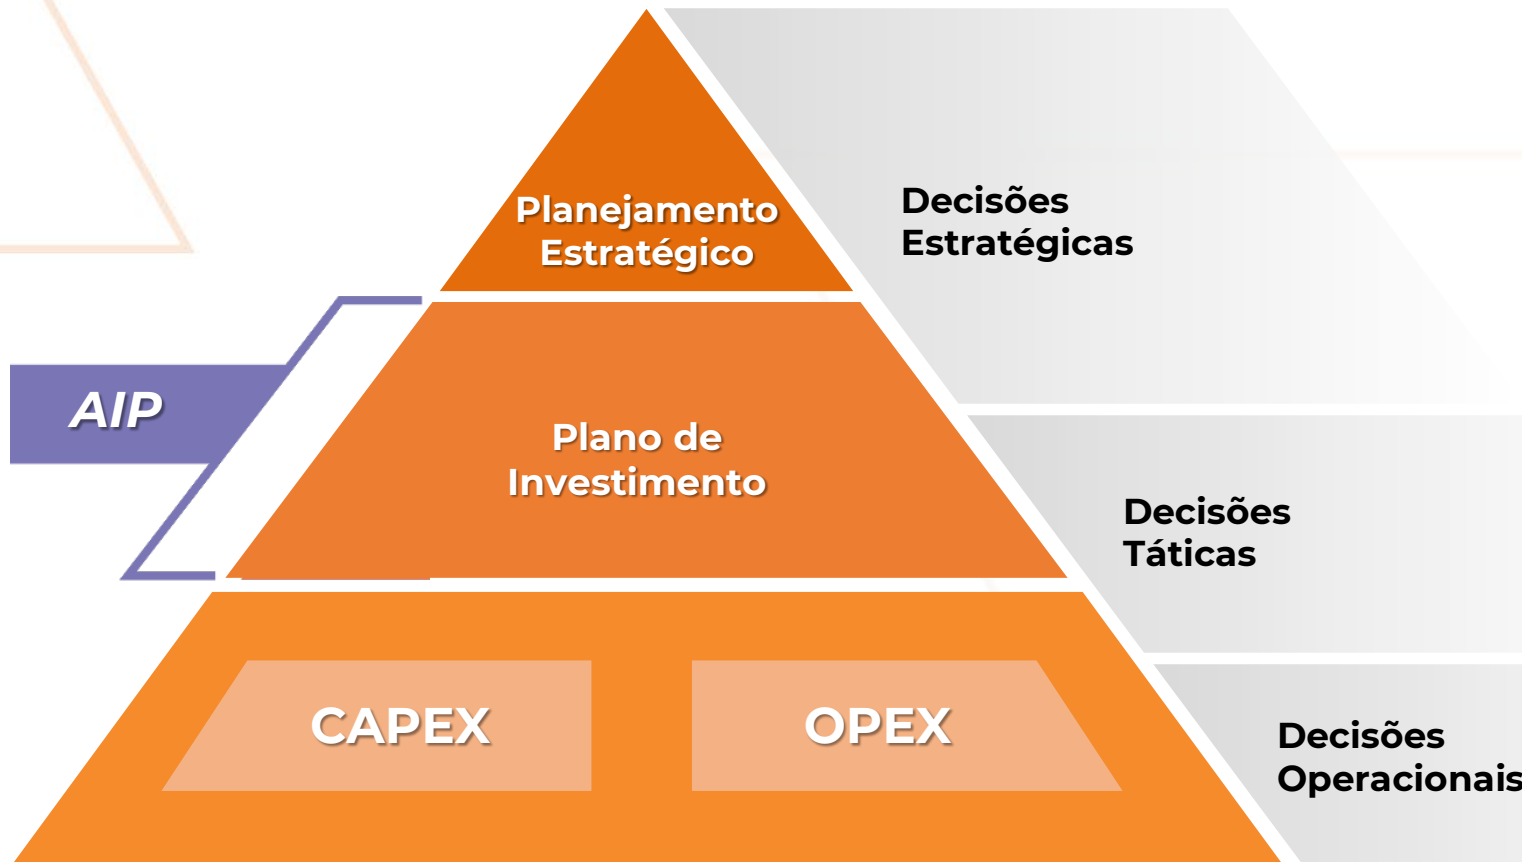 Planejamento
Estratégico
Decisões
Estratégicas
AIP
Plano de
Investimento
Decisões
Táticas
CAPEX
OPEX
Decisões
Operacionais